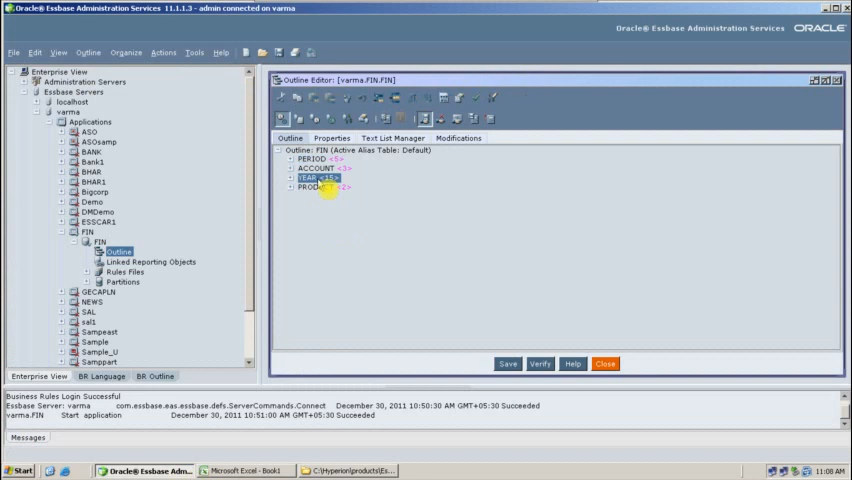 Oracle® Essbase Administration Services 11.1.1.3 - admin connected on varma
Oracle® Essbase Administration Services ORACLE
File Edit View Outline Organize Actions Tools Help
Enterprise View
Administration Servers
Essbase Servers
localhost
varma
Applications
ASO
ASOsamp
BANK
Bank1
BHAR
BHAR1
Bigcorp
Demo
DMDemo
ESSCAR1
FIN
FIN
Outline
Linked Reporting Objects
Rules Files
Partitions
GECAPLN
NEWS
SAL
sal1
Sampeast
Sample
Sample_U
Samppart
Enterprise View BR Language BR Outline
Outline Editor: [varma.FIN.FIN]
Outline Properties Text List Manager Modifications
Outline: FIN (Active Alias Table: Default)
PERIOD <5>
ACCOUNT <3>
YEAR <15>
PRODUCT <2>
Save Verify Help Close
Business Rules Login Successful
Essbase Server: varma com.essbase.eas.essbase.defs.ServerCommands.Connect December 30, 2011 10:50:30 AM GMT+05:30 Succeeded
varma.FIN Start application December 30, 2011 10:51:00 AM GMT+05:30 Succeeded
Messages
Start Oracle® Essbase Adm... Microsoft Excel - Book1 C:\Hyperion\products\Es... 11:08 AM